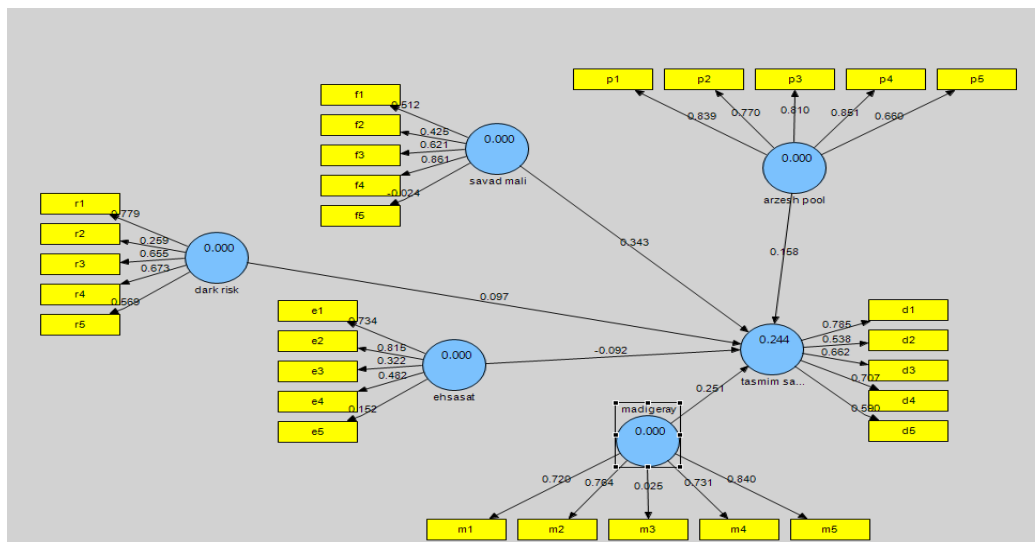 p1
p2
p3
p4
p5
0.839
0.770
0.810
0.851
0.660
0.000
arzesh pool
0.158
f1
f2
f3
f4
f5
0.512
0.425
0.621
0.861
-0.024
0.000
savad mali
0.343
r1
r2
r3
r4
r5
0.779
0.259
0.655
0.673
0.569
0.000
dark risk
0.097
e1
e2
e3
e4
e5
0.734
0.815
0.322
0.482
0.152
0.000
ehsasat
-0.092
0.244
tasmim sa...
0.785
0.538
0.662
0.707
0.590
d1
d2
d3
d4
d5
0.251
madigeray
0.000
0.720
0.764
0.025
0.731
0.840
m1
m2
m3
m4
m5